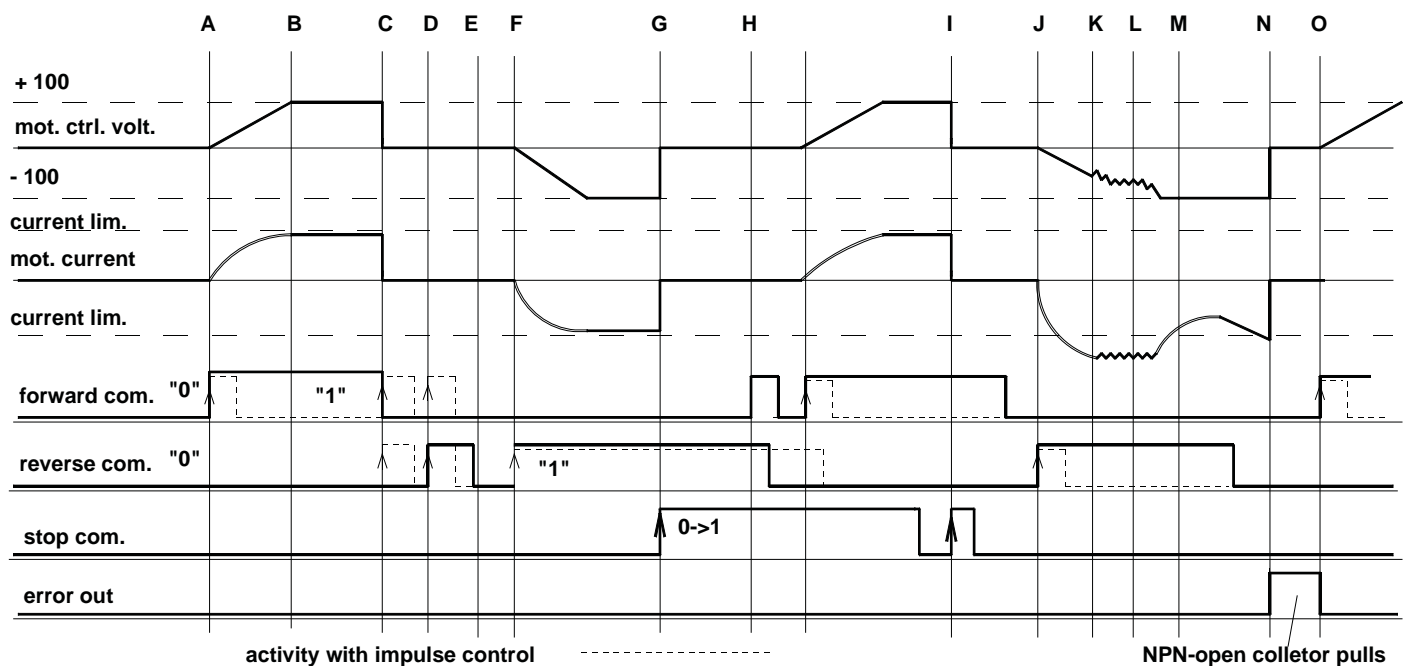 A B C D E F G H I J K L M N O
+ 100
mot. ctrl. volt.
- 100
current lim.
mot. current
current lim.
forward com. "0" "1"
reverse com. "0" "1"
stop com. 0->1
error out
activity with impulse control NPN-open colletor pulls